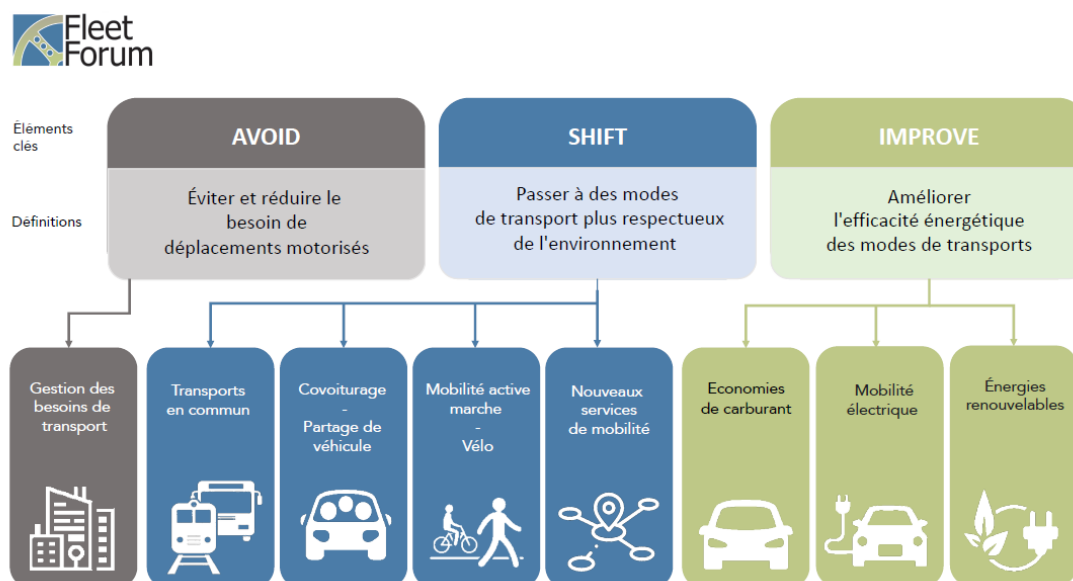 Fleet
Forum
Éléments
clés
AVOID
SHIFT
IMPROVE
Définitions
Éviter et réduire le
besoin de
déplacements motorisés
Passer à des modes
de transport plus respectueux
de l'environnement
Améliorer
l'efficacité énergétique
des modes de transports
Gestion des
besoins de
transport
Transports
en commun
Covoiturage
-
Partage de
véhicule
Mobilité active
marche
-
Vélo
Nouveaux
services
de mobilité
Economies
de carburant
Mobilité
électrique
Énergies
renouvelables